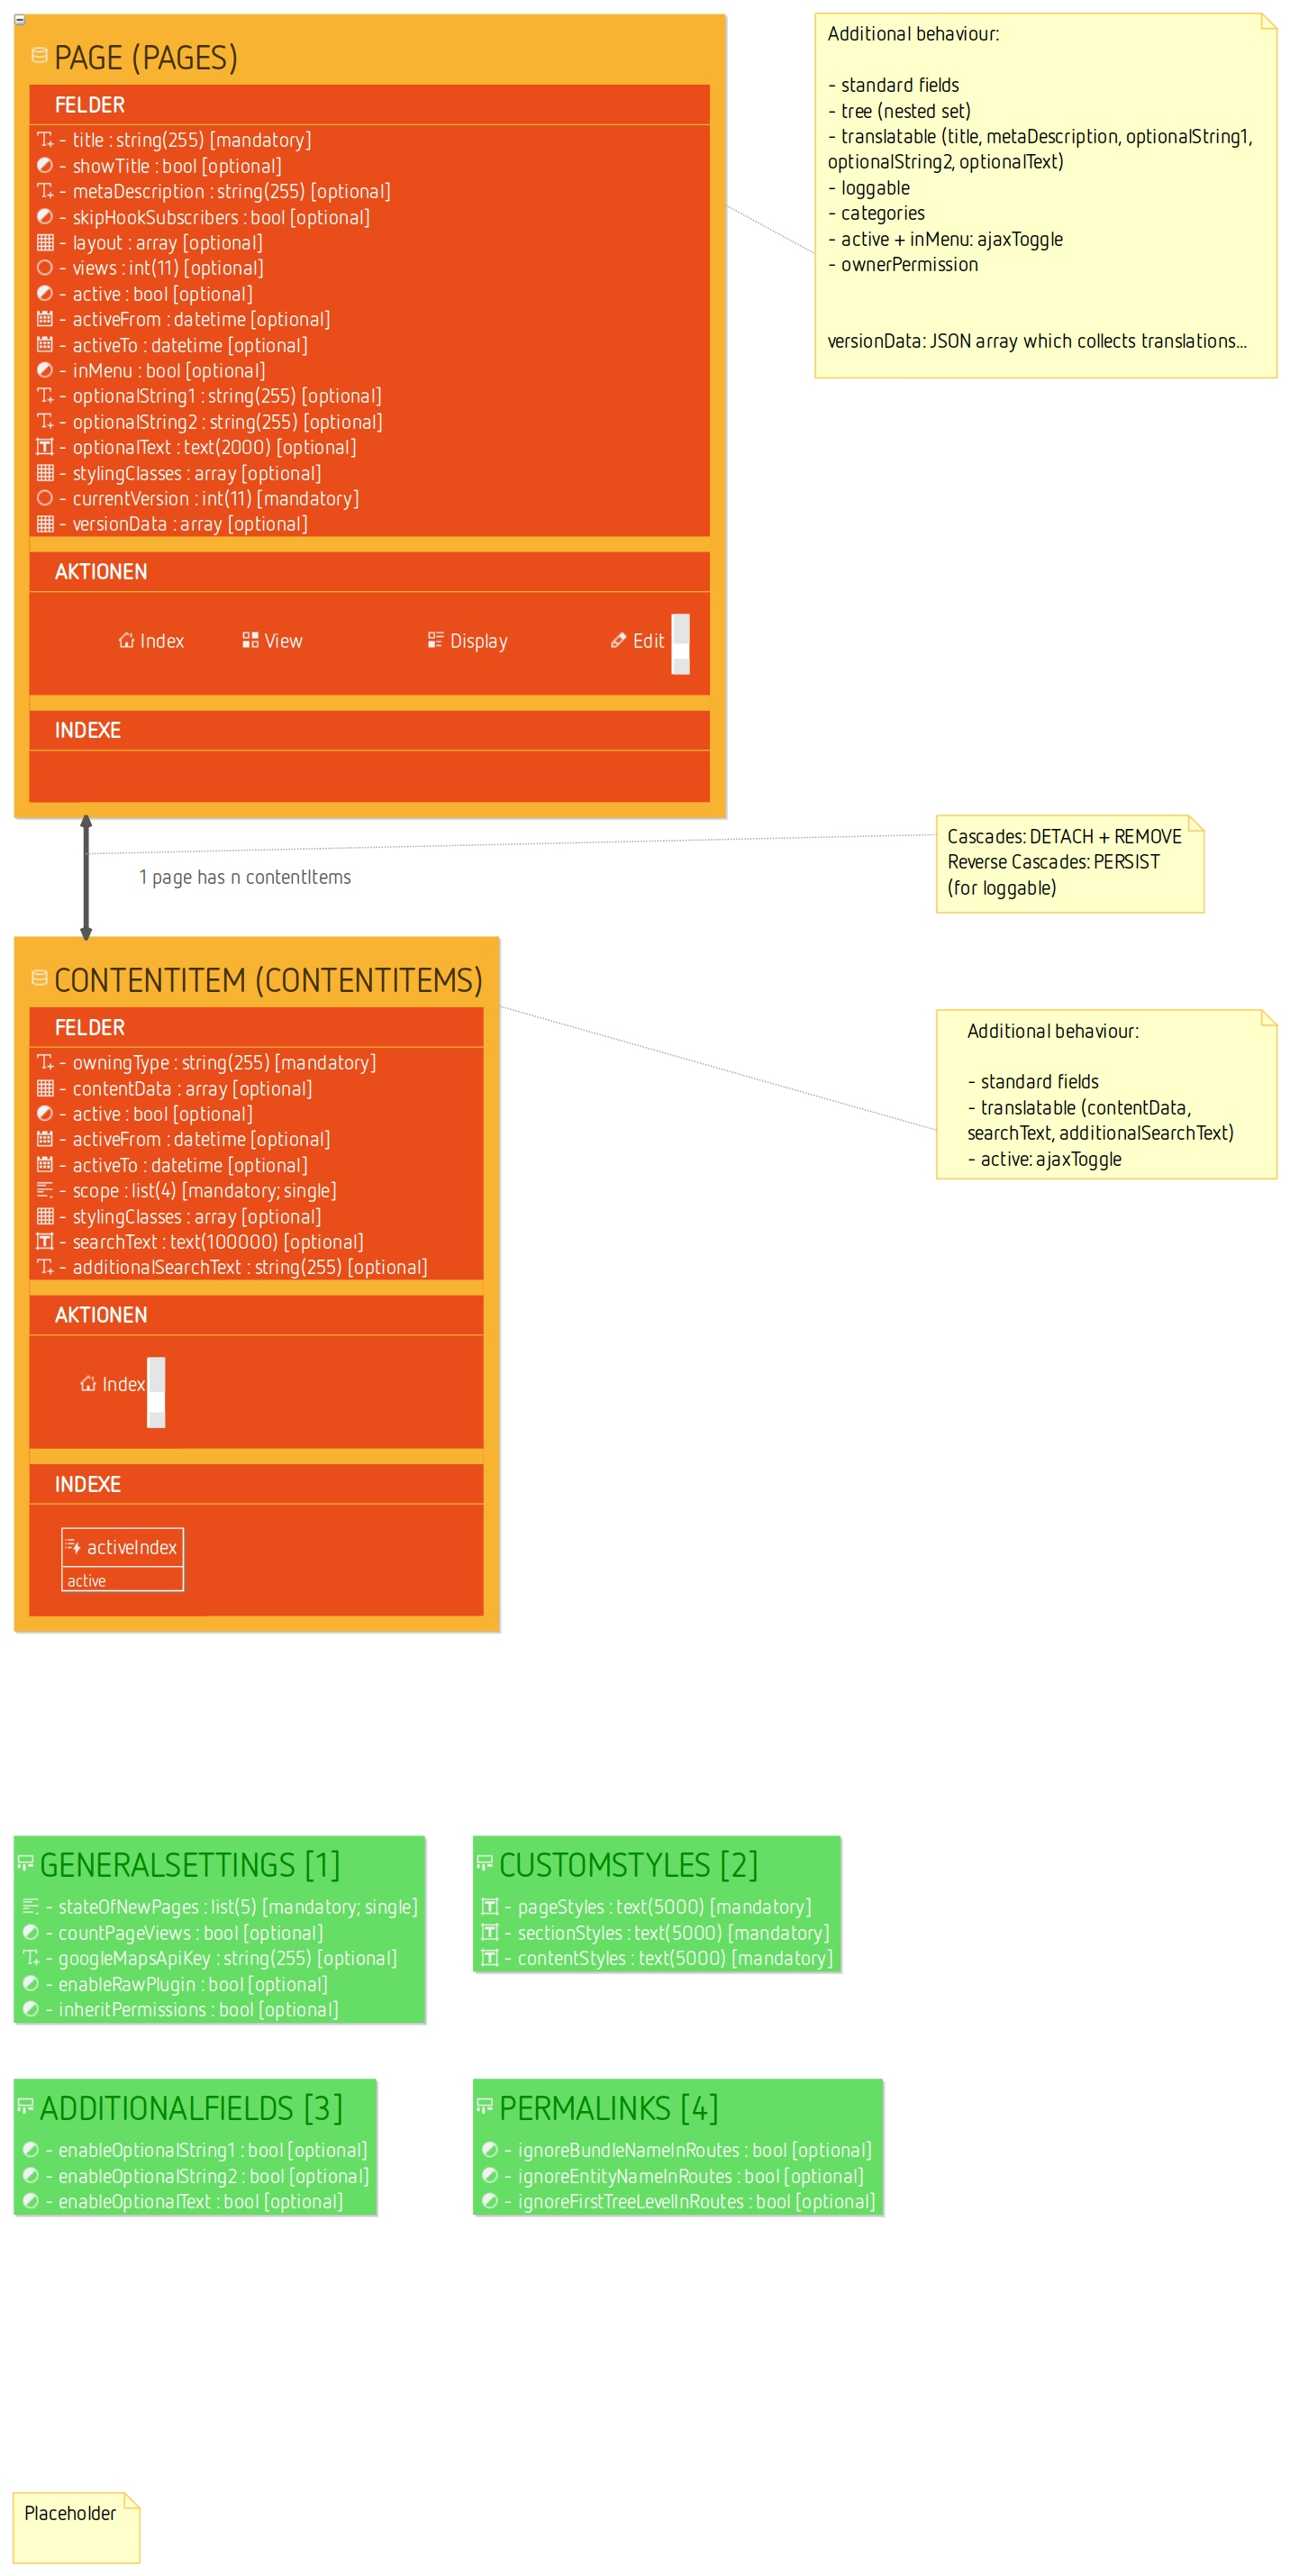 PAGE (PAGES)
FELDER
- title : string(255) [mandatory]
- showTitle : bool [optional]
- metaDescription : string(255) [optional]
- skipHookSubscribers : bool [optional]
- layout : array [optional]
- views : int(11) [optional]
- active : bool [optional]
- activeFrom : datetime [optional]
- activeTo : datetime [optional]
- inMenu : bool [optional]
- optionalString1 : string(255) [optional]
- optionalString2 : string(255) [optional]
- optionalText : text(2000) [optional]
- stylingClasses : array [optional]
- currentVersion : int(11) [mandatory]
- versionData : array [optional]
AKTIONEN
Index View Display Edit
INDEXE
Additional behaviour:
- standard fields
- tree (nested set)
- translatable (title, metaDescription, optionalString1,
optionalString2, optionalText)
- loggable
- categories
- active + inMenu: ajaxToggle
- ownerPermission
versionData: JSON array which collects translations...
1 page has n contentItems
Cascades: DETACH + REMOVE
Reverse Cascades: PERSIST
(for loggable)
CONTENTITEM (CONTENTITEMS)
FELDER
- owningType : string(255) [mandatory]
- contentData : array [optional]
- active : bool [optional]
- activeFrom : datetime [optional]
- activeTo : datetime [optional]
- scope : list(4) [mandatory; single]
- stylingClasses : array [optional]
- searchText : text(100000) [optional]
- additionalSearchText : string(255) [optional]
AKTIONEN
Index
INDEXE
activeIndex
active
Additional behaviour:
- standard fields
- translatable (contentData,
searchText, additionalSearchText)
- active: ajaxToggle
GENERALSETTINGS [1]
- stateOfNewPages : list(5) [mandatory; single]
- countPageViews : bool [optional]
- googleMapsApiKey : string(255) [optional]
- enableRawPlugin : bool [optional]
- inheritPermissions : bool [optional]
CUSTOMSTYLES [2]
- pageStyles : text(5000) [mandatory]
- sectionStyles : text(5000) [mandatory]
- contentStyles : text(5000) [mandatory]
ADDITIONALFIELDS [3]
- enableOptionalString1 : bool [optional]
- enableOptionalString2 : bool [optional]
- enableOptionalText : bool [optional]
PERMALINKS [4]
- ignoreBundleNameInRoutes : bool [optional]
- ignoreEntityNameInRoutes : bool [optional]
- ignoreFirstTreeLevelInRoutes : bool [optional]
Placeholder